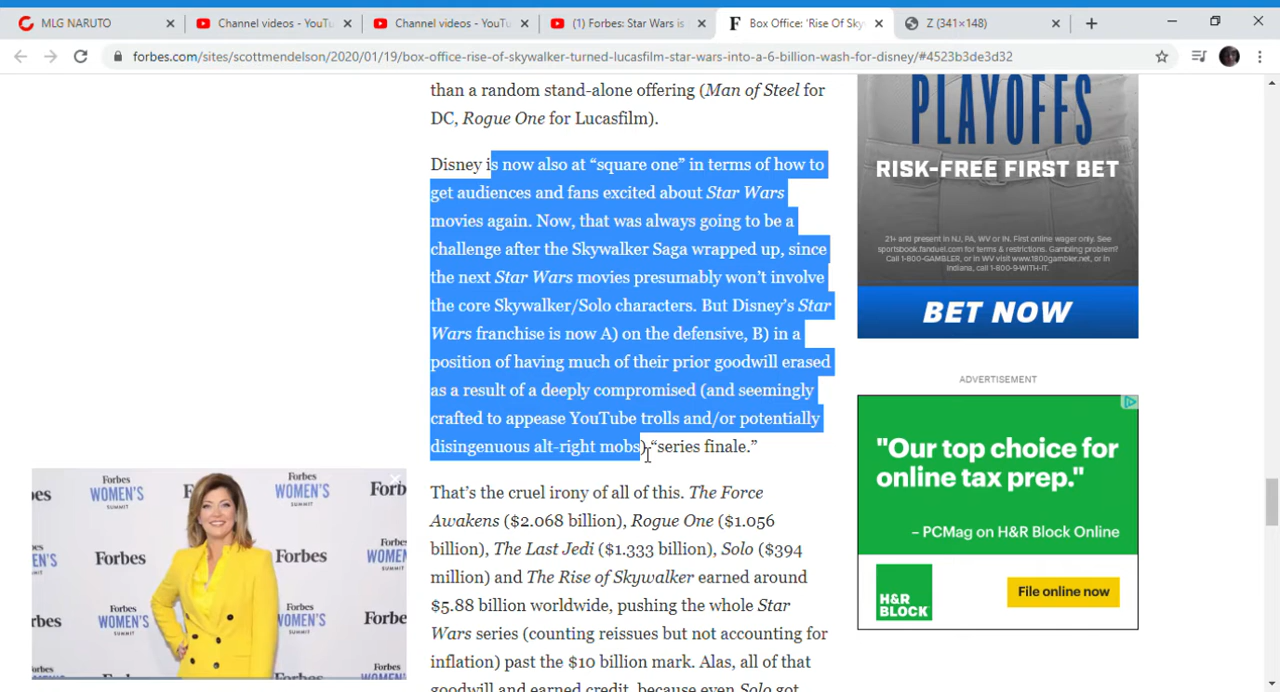 MLG NARUTO
Channel videos - YouTu
Channel videos - YouTu
(1) Forbes: Star Wars is
F
Box Office: 'Rise Of Sky
Z (341×148)
forbes.com/sites/scottmendelson/2020/01/19/box-office-rise-of-skywalker-turned-lucasfilm-star-wars-into-a-6-billion-wash-for-disney/#4523b3de3d32
than a random stand-alone offering (Man of Steel for
DC, Rogue One for Lucasfilm).
Disney is now also at “square one” in terms of how to
get audiences and fans excited about Star Wars
movies again. Now, that was always going to be a
challenge after the Skywalker Saga wrapped up, since
the next Star Wars movies presumably won’t involve
the core Skywalker/Solo characters. But Disney’s Star
Wars franchise is now A) on the defensive, B) in a
position of having much of their prior goodwill erased
as a result of a deeply compromised (and seemingly
crafted to appease YouTube trolls and/or potentially
disingenuous alt-right mobs) “series finale.”
That’s the cruel irony of all of this. The Force
Awakens ($2.068 billion), Rogue One ($1.056
billion), The Last Jedi ($1.333 billion), Solo ($394
million) and The Rise of Skywalker earned around
$5.88 billion worldwide, pushing the whole Star
Wars series (counting reissues but not accounting for
inflation) past the $10 billion mark. Alas, all of that
goodwill and earned credit, because even Solo got
PLAYOFFS
RISK-FREE FIRST BET
21+ and present in NJ, PA, WV or IN. First online wager only. See
sportsbook.fanduel.com for terms & restrictions. Gambling problem?
Call 1-800-GAMBLER, or in WV visit www.1800gambler.net, or in
Indiana, call 1-800-9-WITH-IT.
BET NOW
ADVERTISEMENT
"Our top choice for
online tax prep."
– PCMag on H&R Block Online
H&R
BLOCK
File online now
bes
Forbes
WOMEN'S
SUMMIT
F
Forbes
WOMEN'S
SUMMIT
Forb
EN'S
Forbes
Forbes
WOMEN
rbes
Forbes
WOMEN'S
SUMMIT
Forbes
WOMEN'S
SUMMIT
Forbe